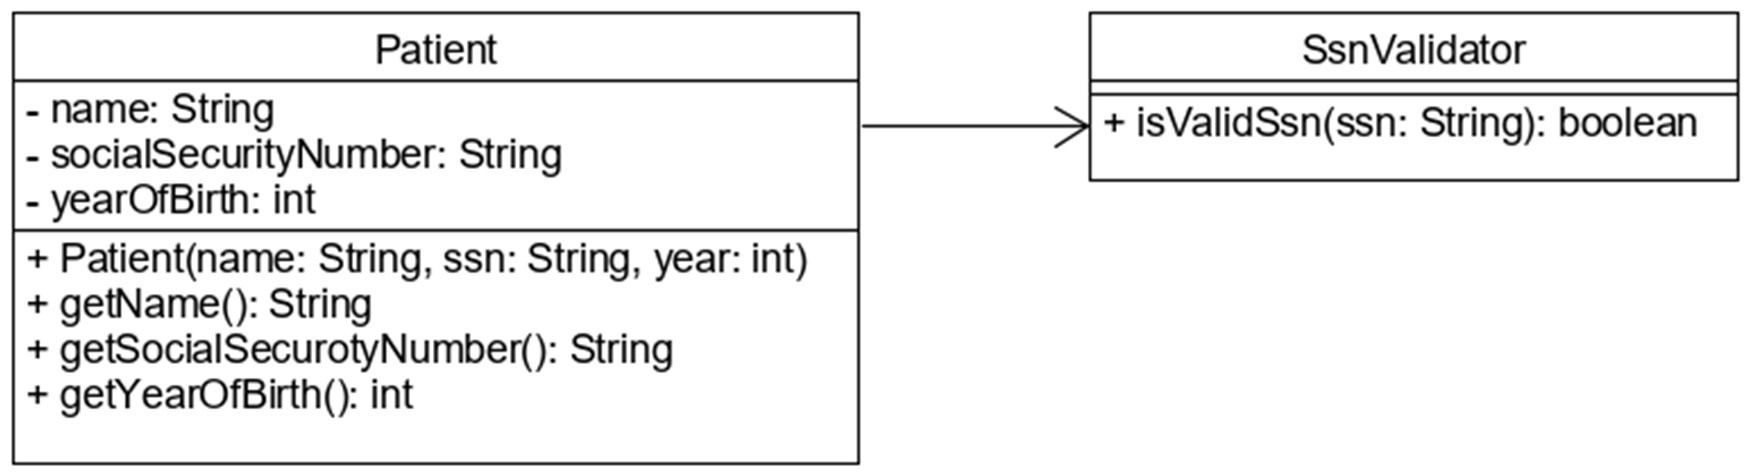 Patient
- name: String
- socialSecurityNumber: String
- yearOfBirth: int
+ Patient(name: String, ssn: String, year: int)
+ getName(): String
+ getSocialSecurotyNumber(): String
+ getYearOfBirth(): int
SsnValidator
+ isValidSsn(ssn: String): boolean